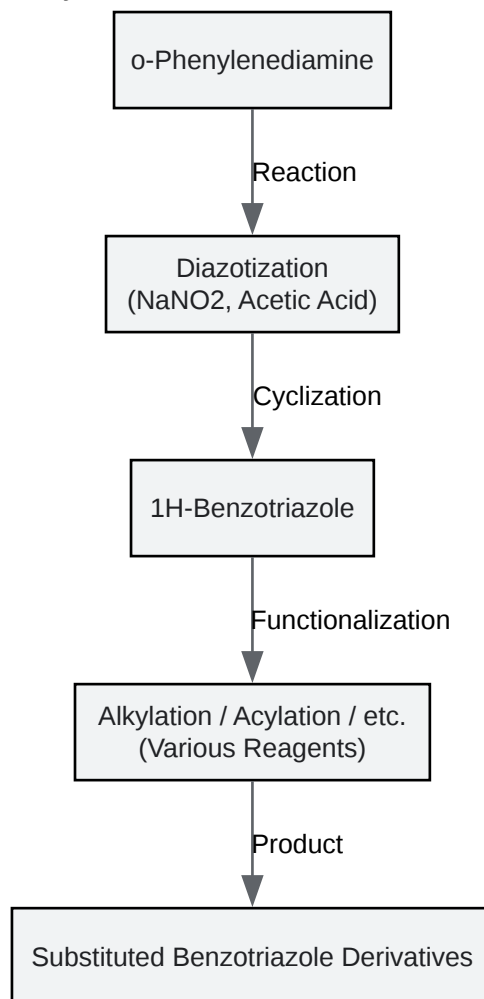 o-Phenylenediamine
Reaction
Diazotization
(NaNO2, Acetic Acid)
Cyclization
1H-Benzotriazole
Functionalization
Alkylation / Acylation / etc.
(Various Reagents)
Product
Substituted Benzotriazole Derivatives